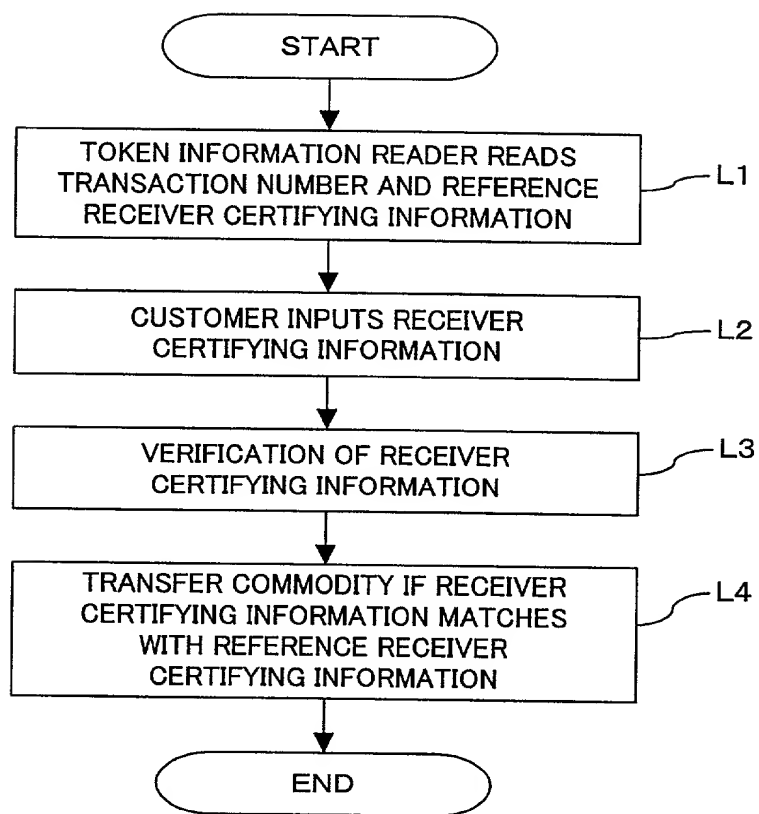 START
TOKEN INFORMATION READER READS
TRANSACTION NUMBER AND REFERENCE
RECEIVER CERTIFYING INFORMATION
L1
CUSTOMER INPUTS RECEIVER
CERTIFYING INFORMATION
L2
VERIFICATION OF RECEIVER
CERTIFYING INFORMATION
L3
TRANSFER COMMODITY IF RECEIVER
CERTIFYING INFORMATION MATCHES
WITH REFERENCE RECEIVER
CERTIFYING INFORMATION
L4
END